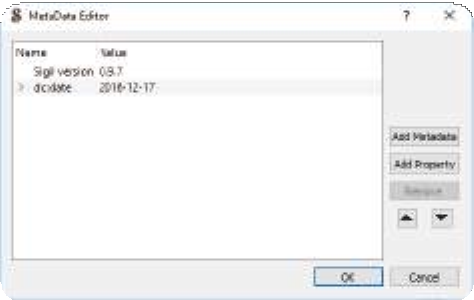 MetaData Editor
Name Value
Sigil version 0.9.7
dc:date 2016-12-17
Add Metadata
Add Property
Remove
OK Cancel